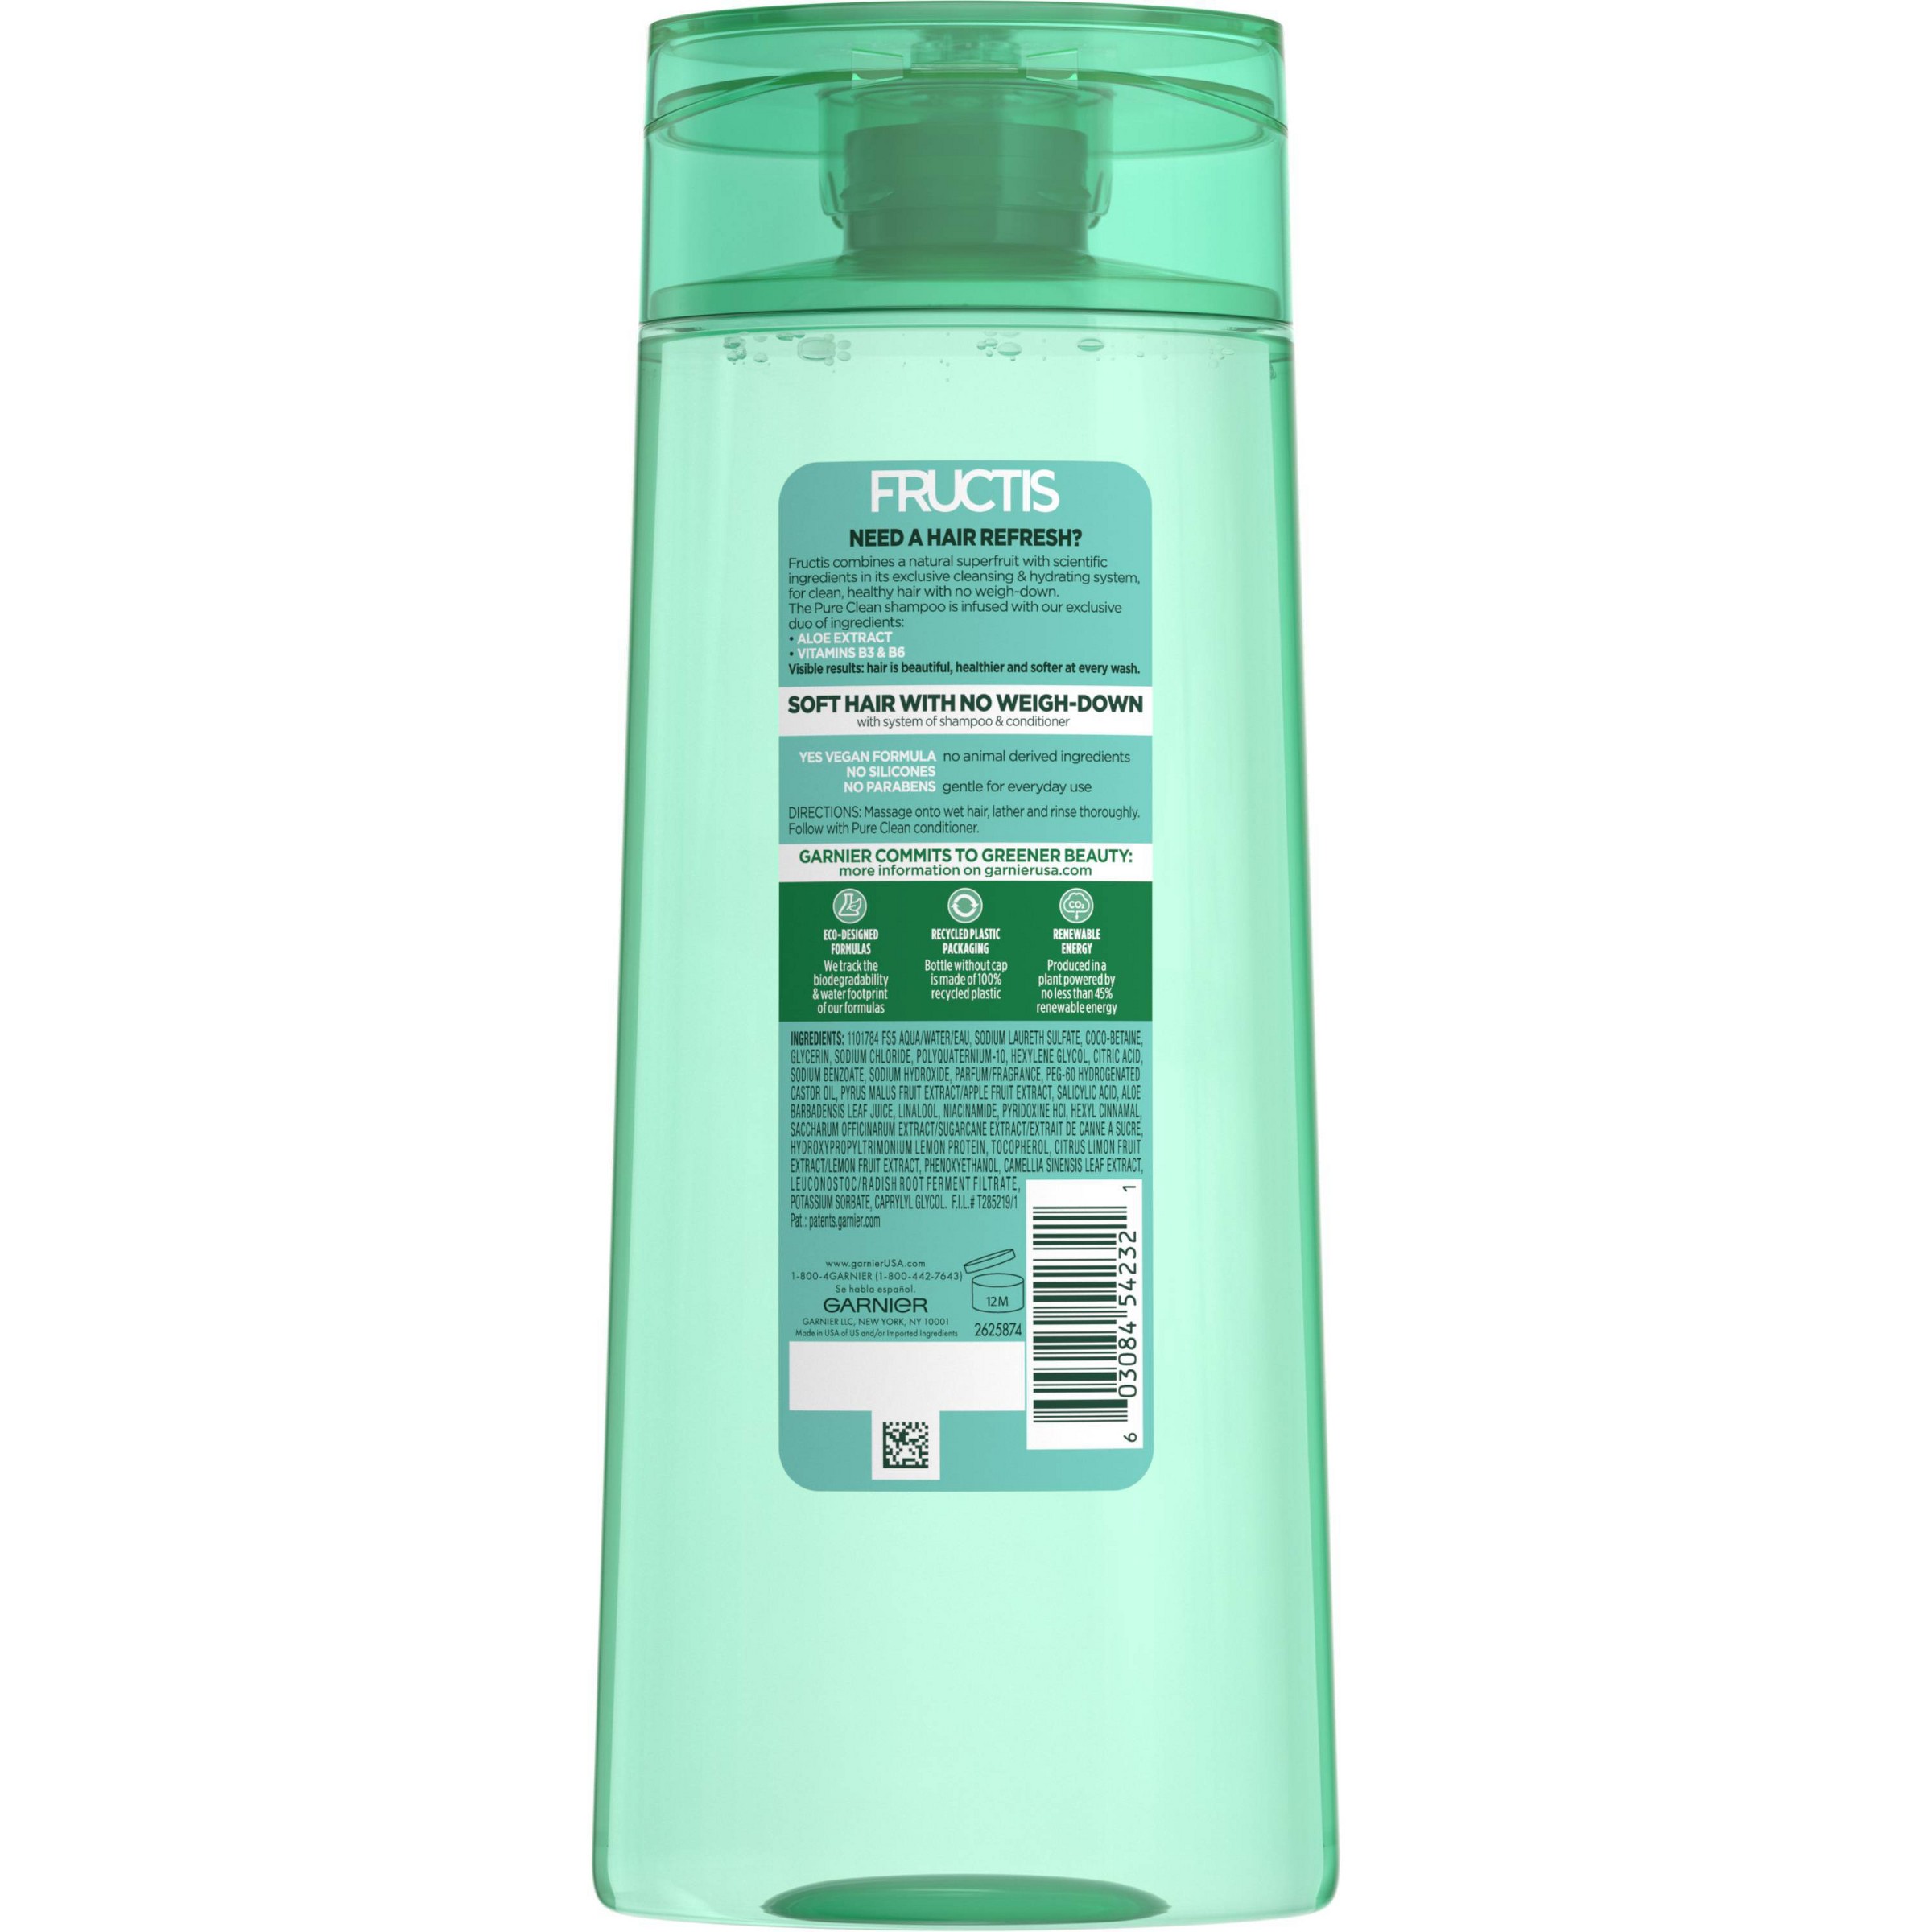 FRUCTIS
NEED A HAIR REFRESH?
Fructis combines a natural superfruit with scientific
ingredients in its exclusive cleansing & hydrating system,
for clean, healthy hair with no weigh-down.
The Pure Clean shampoo is infused with our exclusive
duo of ingredients:
• ALOE EXTRACT
• VITAMINS B3 & B6
Visible results: hair is beautiful, healthier and softer at every wash.
SOFT HAIR WITH NO WEIGH-DOWN
with system of shampoo & conditioner
YES VEGAN FORMULA no animal derived ingredients
NO SILICONES
NO PARABENS gentle for everyday use
DIRECTIONS: Massage onto wet hair, lather and rinse thoroughly.
Follow with Pure Clean conditioner.
GARNIER COMMITS TO GREENER BEAUTY:
more information on garnierusa.com
ECO-DESIGNED
FORMULAS
We track the
biodegradability
& water footprint
of our formulas
RECYCLED PLASTIC
PACKAGING
Bottle without cap
is made of 100%
recycled plastic
CO₂
RENEWABLE
ENERGY
Produced in a
plant powered by
no less than 45%
renewable energy
INGREDIENTS: 1101784 FS5 AQUA/WATER/EAU, SODIUM LAURETH SULFATE, COCO-BETAINE,
GLYCERIN, SODIUM CHLORIDE, POLYQUATERNIUM-10, HEXYLENE GLYCOL, CITRIC ACID,
SODIUM BENZOATE, SODIUM HYDROXIDE, PARFUM/FRAGRANCE, PEG-60 HYDROGENATED
CASTOR OIL, PYRUS MALUS FRUIT EXTRACT/APPLE FRUIT EXTRACT, SALICYLIC ACID, ALOE
BARBADENSIS LEAF JUICE, LINALOOL, NIACINAMIDE, PYRIDOXINE HCI, HEXYL CINNAMAL,
SACCHARUM OFFICINARUM EXTRACT/SUGARCANE EXTRACT/EXTRAIT DE CANNE A SUCRE,
HYDROXYPROPYLTRIMONIUM LEMON PROTEIN, TOCOPHEROL, CITRUS LIMON FRUIT
EXTRACT/LEMON FRUIT EXTRACT, PHENOXYETHANOL, CAMELLIA SINENSIS LEAF EXTRACT,
LEUCONOSTOC/RADISH ROOT FERMENT FILTRATE,
POTASSIUM SORBATE, CAPRYLYL GLYCOL. F.I.L.# T285219/1
Pat.: patents.garnier.com
www.garnierUSA.com
1-800-4GARNIER (1-800-442-7643)
Se habla español.
GARNIER
GARNIER LLC, NEW YORK, NY 10001
Made in USA of US and/or Imported Ingredients
12M
2625874
6 03084 54232 1